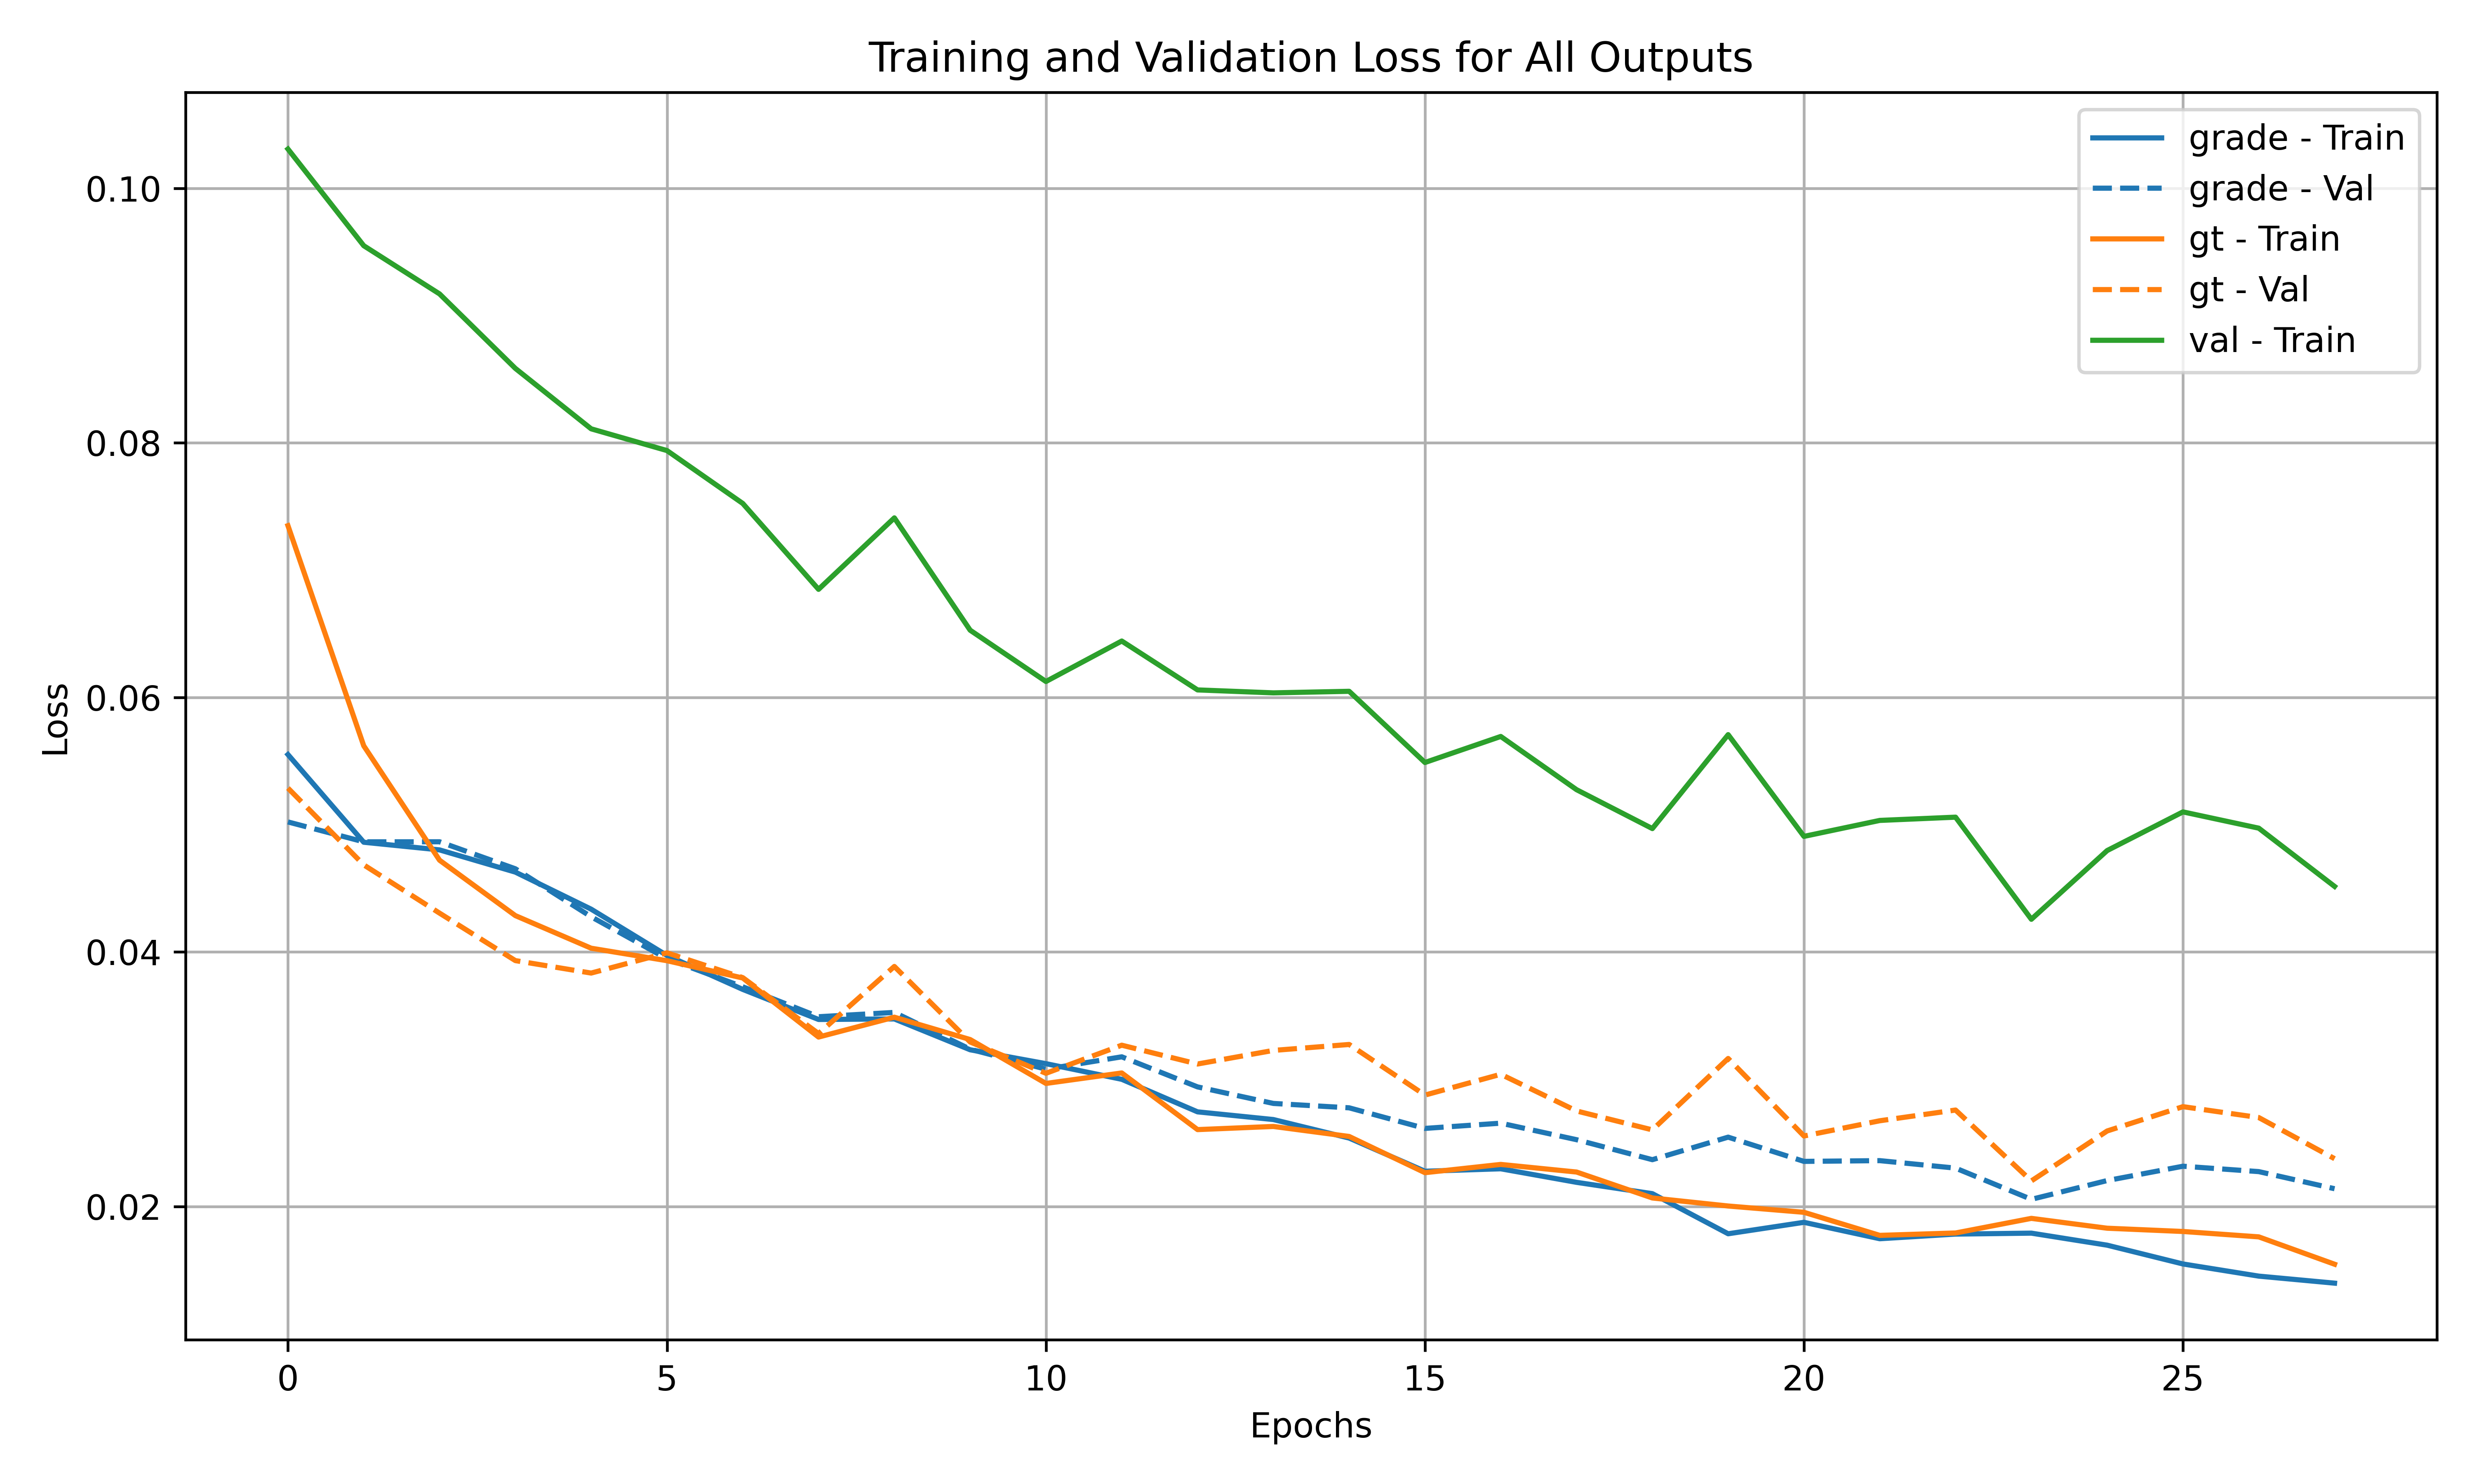 Training and Validation Loss for All Outputs
grade - Train
grade - Val
gt - Train
gt - Val
val - Train
Loss
0.10
0.08
0.06
0.04
0.02
0
5
10
15
20
25
Epochs